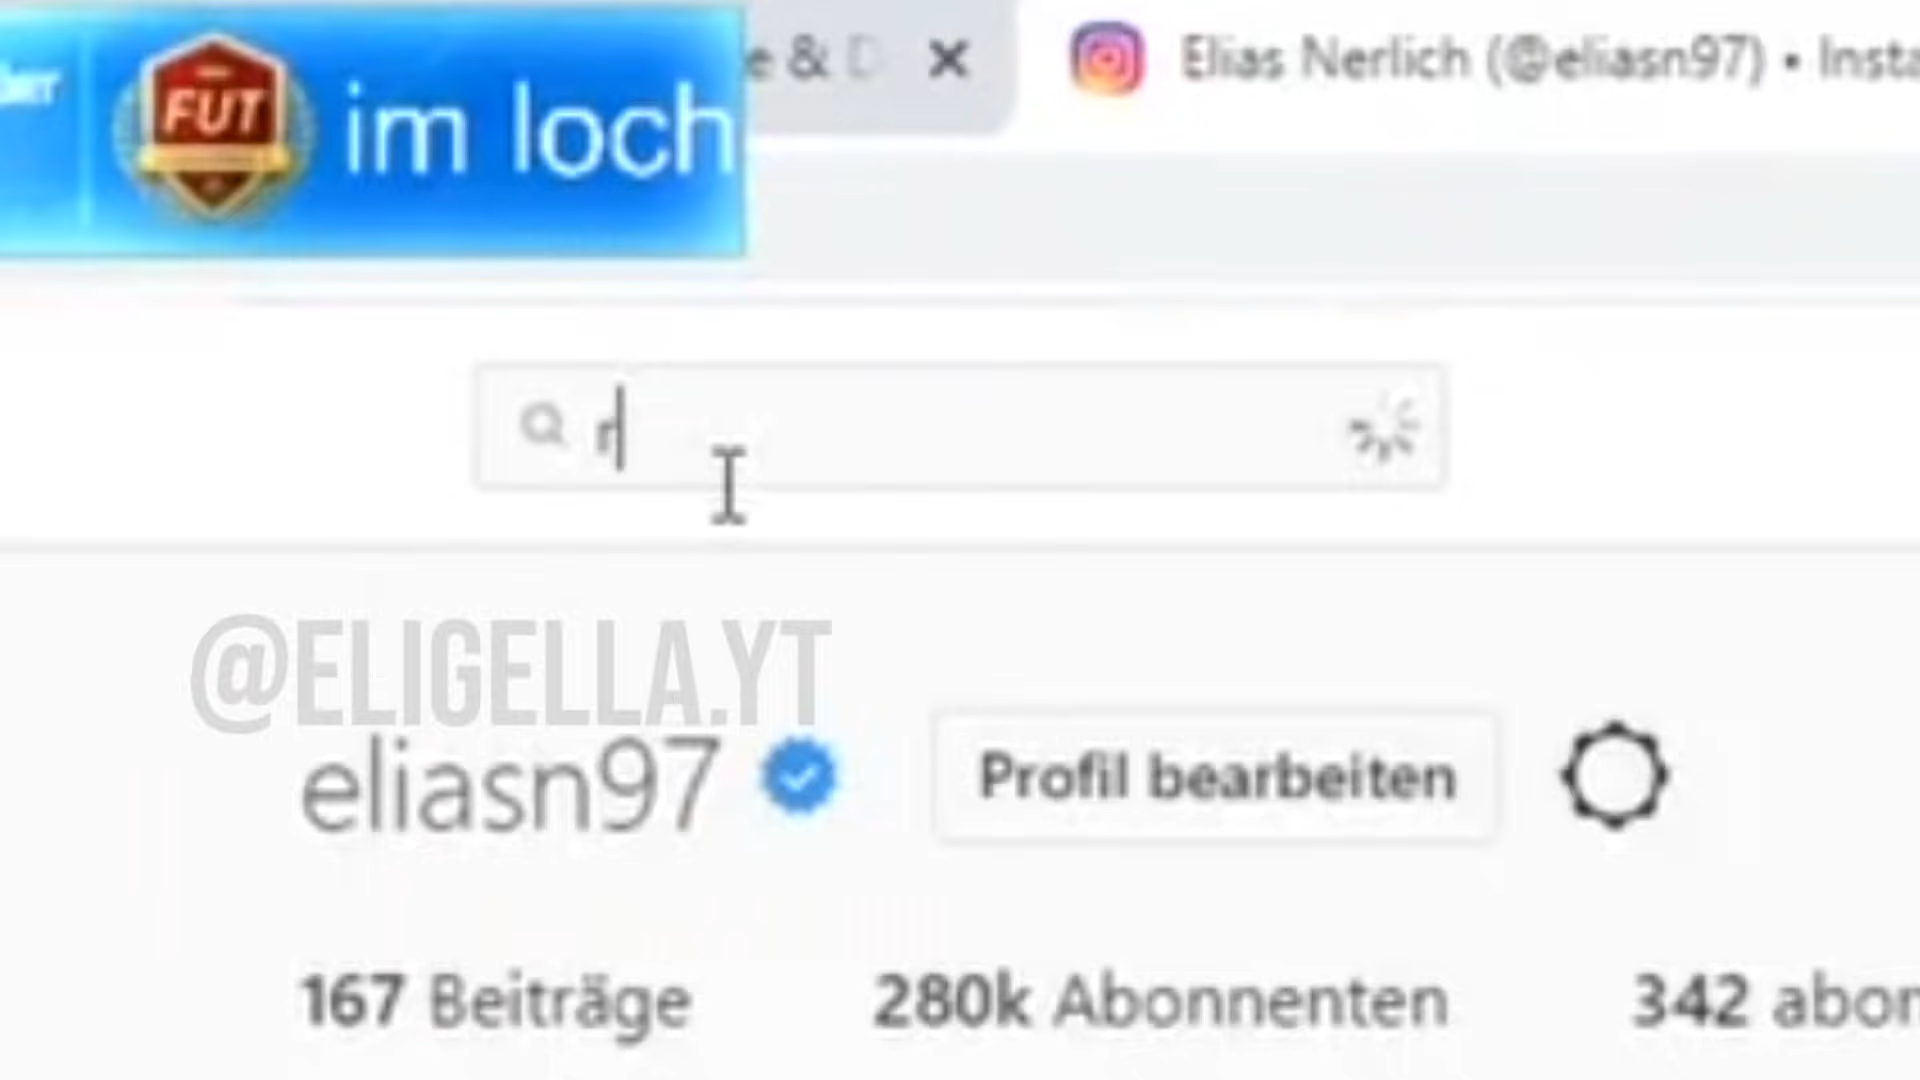 FUT im loch
e & D
Elias Nerlich (@eliasn97) • Insta
r
@ELIGELLA.YT
eliasn97
Profil bearbeiten
167 Beiträge
280k Abonnenten
342 abon